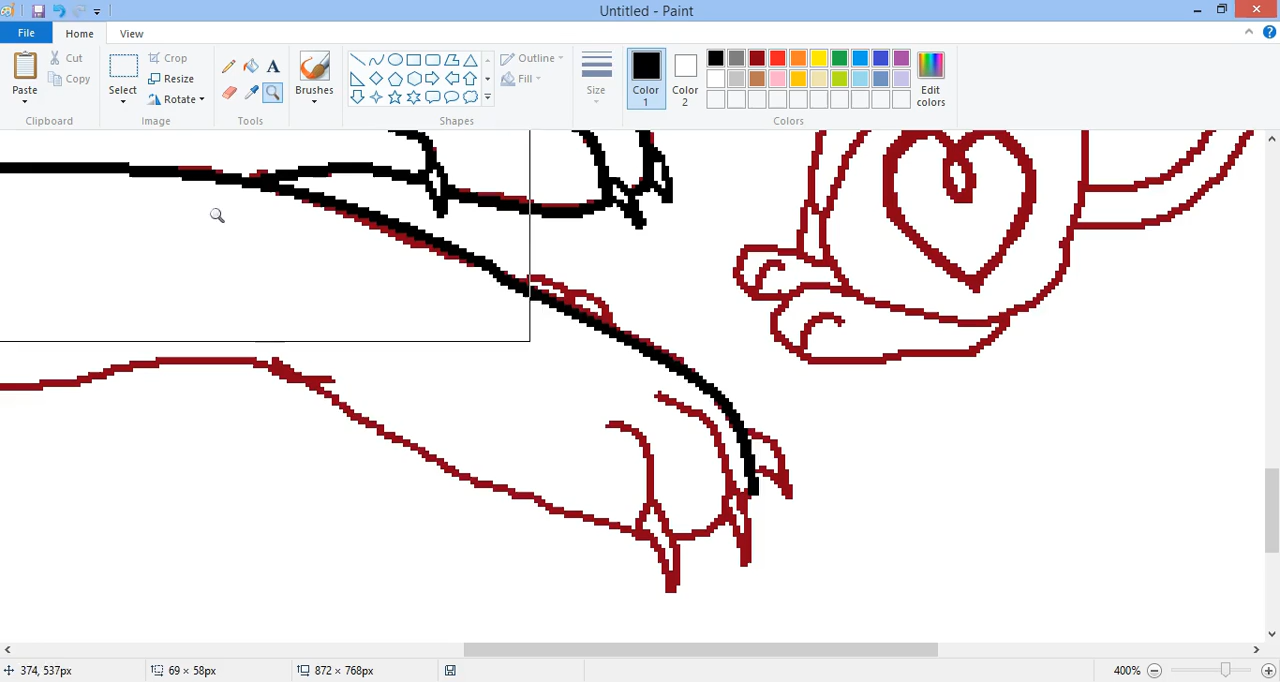 Untitled - Paint
File
Home
View
Paste
Cut
Copy
Clipboard
Select
Crop
Resize
Rotate
Image
A
Tools
Brushes
Shapes
Outline
Fill
Size
Color 1
Color 2
Edit colors
Colors
374, 537px
69 × 58px
872 × 768px
400%